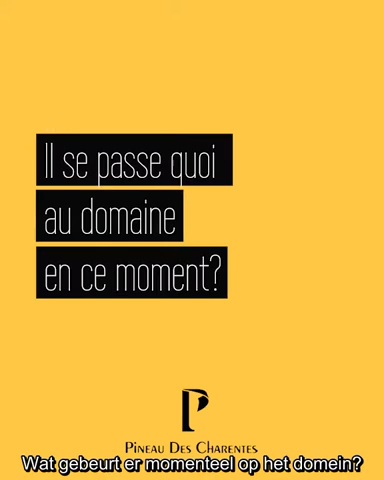 Il se passe quoi
au domaine
en ce moment?
PINEAU DES CHARENTES
Wat gebeurt er momenteel op het domein?